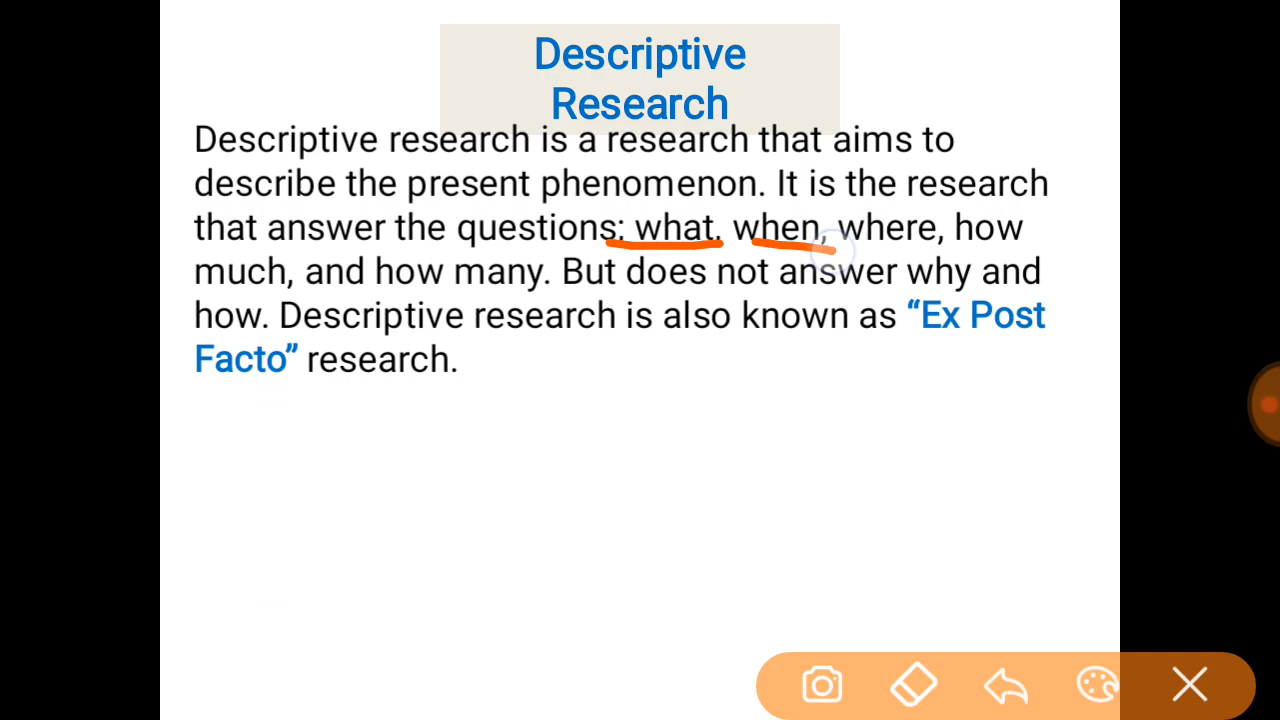 Descriptive
Research
Descriptive research is a research that aims to
describe the present phenomenon. It is the research
that answer the questions; what, when, where, how
much, and how many. But does not answer why and
how. Descriptive research is also known as “Ex Post
Facto” research.